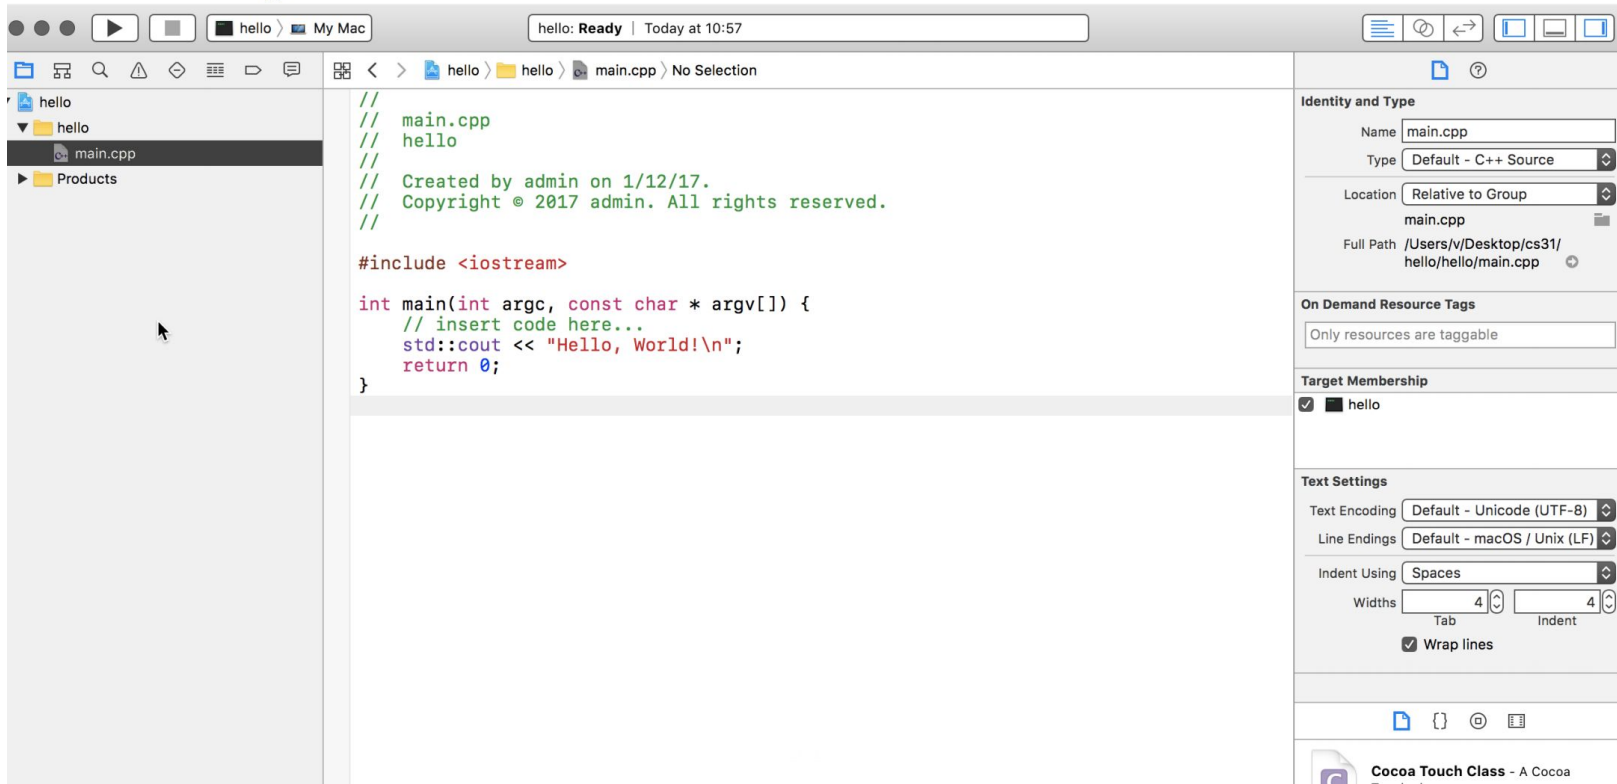 hello 〉 My Mac
hello: Ready | Today at 10:57
hello 〉 hello 〉 main.cpp 〉 No Selection
hello
hello
main.cpp
Products
//
//  main.cpp
//  hello
//
//  Created by admin on 1/12/17.
//  Copyright © 2017 admin. All rights reserved.
//
#include <iostream>
int main(int argc, const char * argv[]) {
    // insert code here...
    std::cout << "Hello, World!\n";
    return 0;
}
Identity and Type
Name main.cpp
Type Default - C++ Source
Location Relative to Group
main.cpp
Full Path /Users/v/Desktop/cs31/
hello/hello/main.cpp
On Demand Resource Tags
Only resources are taggable
Target Membership
hello
Text Settings
Text Encoding Default - Unicode (UTF-8)
Line Endings Default - macOS / Unix (LF)
Indent Using Spaces
Widths 4 4
Tab Indent
Wrap lines
{}
C Cocoa Touch Class - A Cocoa